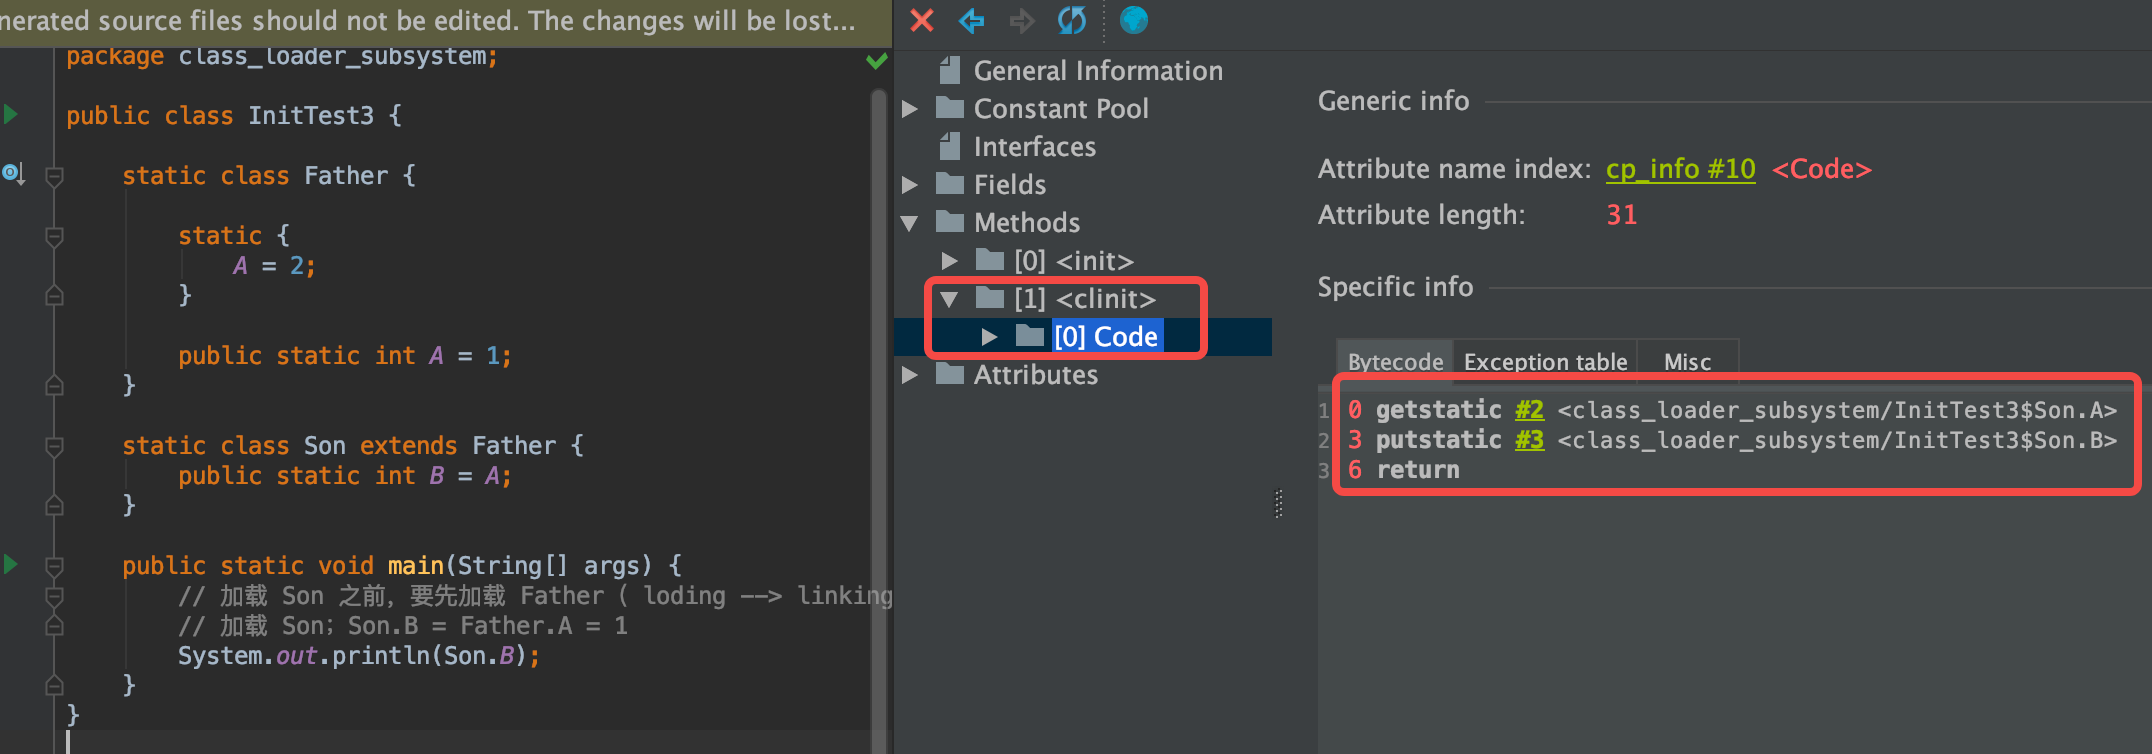 nerated source files should not be edited. The changes will be lost...
package class_loader_subsystem;
public class InitTest3 {
static class Father {
static {
A = 2;
}
public static int A = 1;
}
static class Son extends Father {
public static int B = A;
}
public static void main(String[] args) {
// 加载 Son 之前，要先加载 Father ( loding --> linking
// 加载 Son；Son.B = Father.A = 1
System.out.println(Son.B);
}
}
General Information
Constant Pool
Interfaces
Fields
Methods
[0] <init>
[1] <clinit>
[0] Code
Attributes
Generic info
Attribute name index: cp_info #10 <Code>
Attribute length: 31
Specific info
Bytecode Exception table Misc
1 0 getstatic #2 <class_loader_subsystem/InitTest3$Son.A>
2 3 putstatic #3 <class_loader_subsystem/InitTest3$Son.B>
3 6 return